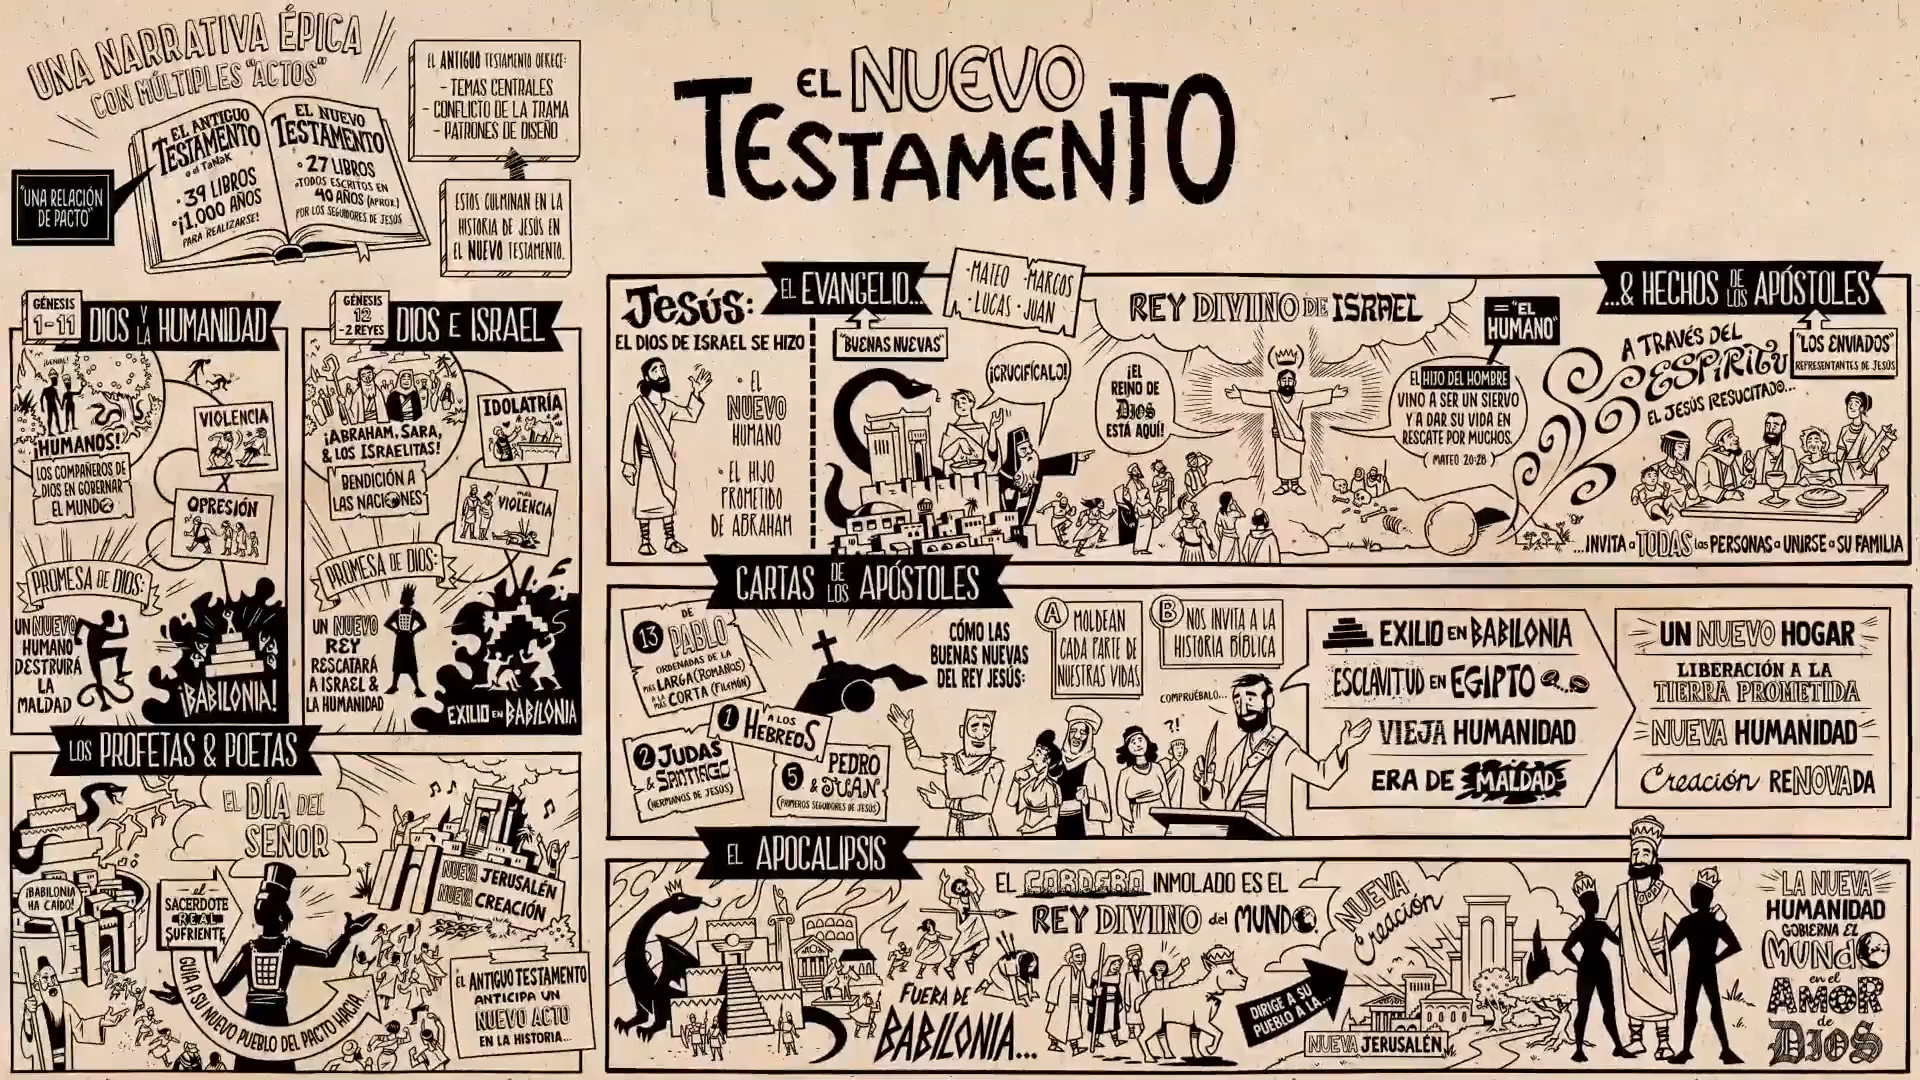 UNA NARRATIVA ÉPICA
CON MÚLTIPLES "ACTOS"
EL ANTIGUO
TESTAMENTO
o el TaNaK
• 39 LIBROS
• ¡1,000 AÑOS
PARA REALIZARSE!
EL NUEVO
TESTAMENTO
• 27 LIBROS
• TODOS ESCRITOS EN
40 AÑOS (APROX.)
POR LOS SEGUIDORES DE JESÚS
"UNA RELACIÓN
DE PACTO"
EL ANTIGUO TESTAMENTO OFRECE:
- TEMAS CENTRALES
- CONFLICTO DE LA TRAMA
- PATRONES DE DISEÑO
ESTOS CULMINAN EN LA
HISTORIA DE JESÚS EN
EL NUEVO TESTAMENTO.
GÉNESIS
1-11
DIOS Y LA HUMANIDAD
¡GENIAL!
¡HUMANOS!
LOS COMPAÑEROS DE
DIOS EN GOBERNAR
EL MUNDO
VIOLENCIA
OPRESIÓN
PROMESA DE DIOS:
UN NUEVO
HUMANO
DESTRUIRÁ
LA
MALDAD
¡BABILONIA!
GÉNESIS
12
-2 REYES
DIOS E ISRAEL
¡ABRAHAM, SARA,
& LOS ISRAELITAS!
BENDICIÓN A
LAS NACIONES
IDOLATRÍA
más
VIOLENCIA
PROMESA DE DIOS:
UN NUEVO
REY
RESCATARÁ
A ISRAEL &
LA HUMANIDAD
EXILIO EN BABILONIA
LOS PROFETAS & POETAS
¡BABILONIA
HA CAÍDO!
EL DÍA DEL
SEÑOR
el
SACERDOTE
REAL
SUFRIENTE
GUÍA A SU NUEVO PUEBLO DEL PACTO HACIA...
NUEVA JERUSALÉN
NUEVA CREACIÓN
EL ANTIGUO TESTAMENTO
ANTICIPA UN
NUEVO ACTO
EN LA HISTORIA...
EL NUEVO
TESTAMENTO
Jesús:
EL DIOS DE ISRAEL SE HIZO
• EL
NUEVO
HUMANO
• EL HIJO
PROMETIDO
DE ABRAHAM
EL EVANGELIO...
"BUENAS NUEVAS"
• MATEO • MARCOS
• LUCAS • JUAN
¡CRUCIFÍCALO!
REY DIVINO DE ISRAEL
¡EL
REINO DE
DIOS
ESTÁ AQUÍ!
= "EL
HUMANO"
EL HIJO DEL HOMBRE
VINO A SER UN SIERVO
Y A DAR SU VIDA EN
RESCATE POR MUCHOS.
(MATEO 20:28)
...& HECHOS DE LOS APÓSTOLES
"LOS ENVIADOS"
REPRESENTANTES DE JESÚS
A TRAVÉS DEL
ESPÍRITU
EL JESÚS RESUCITADO...
...INVITA a TODAS las PERSONAS a UNIRSE a SU FAMILIA
CARTAS DE LOS APÓSTOLES
13
DE
PABLO
ORDENADAS DE LA
MÁS LARGA (ROMANOS)
A LA
MÁS CORTA (FILEMÓN)
1 A LOS
HEBREOS
2 JUDAS
& SANTIAGO
(HERMANOS DE JESÚS)
5 PEDRO
& JUAN
(PRIMEROS SEGUIDORES DE JESÚS)
CÓMO LAS
BUENAS NUEVAS
DEL REY JESÚS:
A MOLDEAN
CADA PARTE DE
NUESTRAS VIDAS
B NOS INVITA A LA
HISTORIA BÍBLICA
COMPRUÉBALO...
?!
EXILIO EN BABILONIA
ESCLAVITUD EN EGIPTO
VIEJA HUMANIDAD
ERA DE MALDAD
UN NUEVO HOGAR
LIBERACIÓN A LA
TIERRA PROMETIDA
NUEVA HUMANIDAD
Creación RENOVADA
EL APOCALIPSIS
EL CORDERO INMOLADO ES EL
REY DIVINO del MUNDO
FUERA DE
BABILONIA...
DIRIGE A SU
PUEBLO A LA...
NUEVA
Creación
NUEVA JERUSALÉN
LA NUEVA
HUMANIDAD
GOBIERNA EL
MUNDO
en el
AMOR
de
DIOS